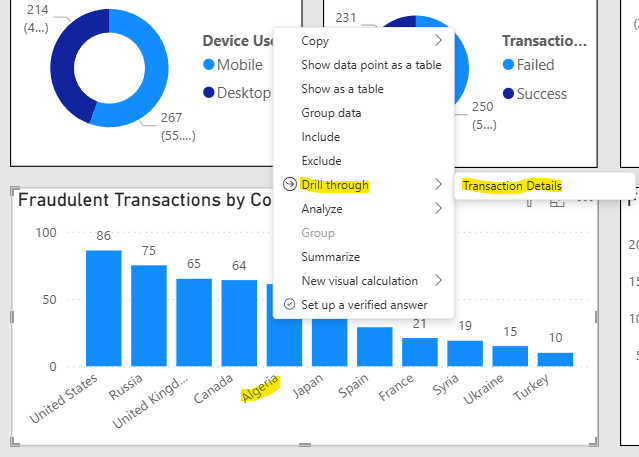 214
(4...)
Device Use
Mobile
Desktop
267
(55....)
231
Transactio...
Failed
Success
250
(5...)
Copy
Show data point as a table
Show as a table
Group data
Include
Exclude
Drill through
Transaction Details
Analyze
Group
Summarize
New visual calculation
Set up a verified answer
Fraudulent Transactions by Co
100
50
0
86
75
65
64
21
19
15
10
United States
Russia
United Kingd...
Canada
Algeria
Japan
Spain
France
Syria
Ukraine
Turkey
20
15
10
5